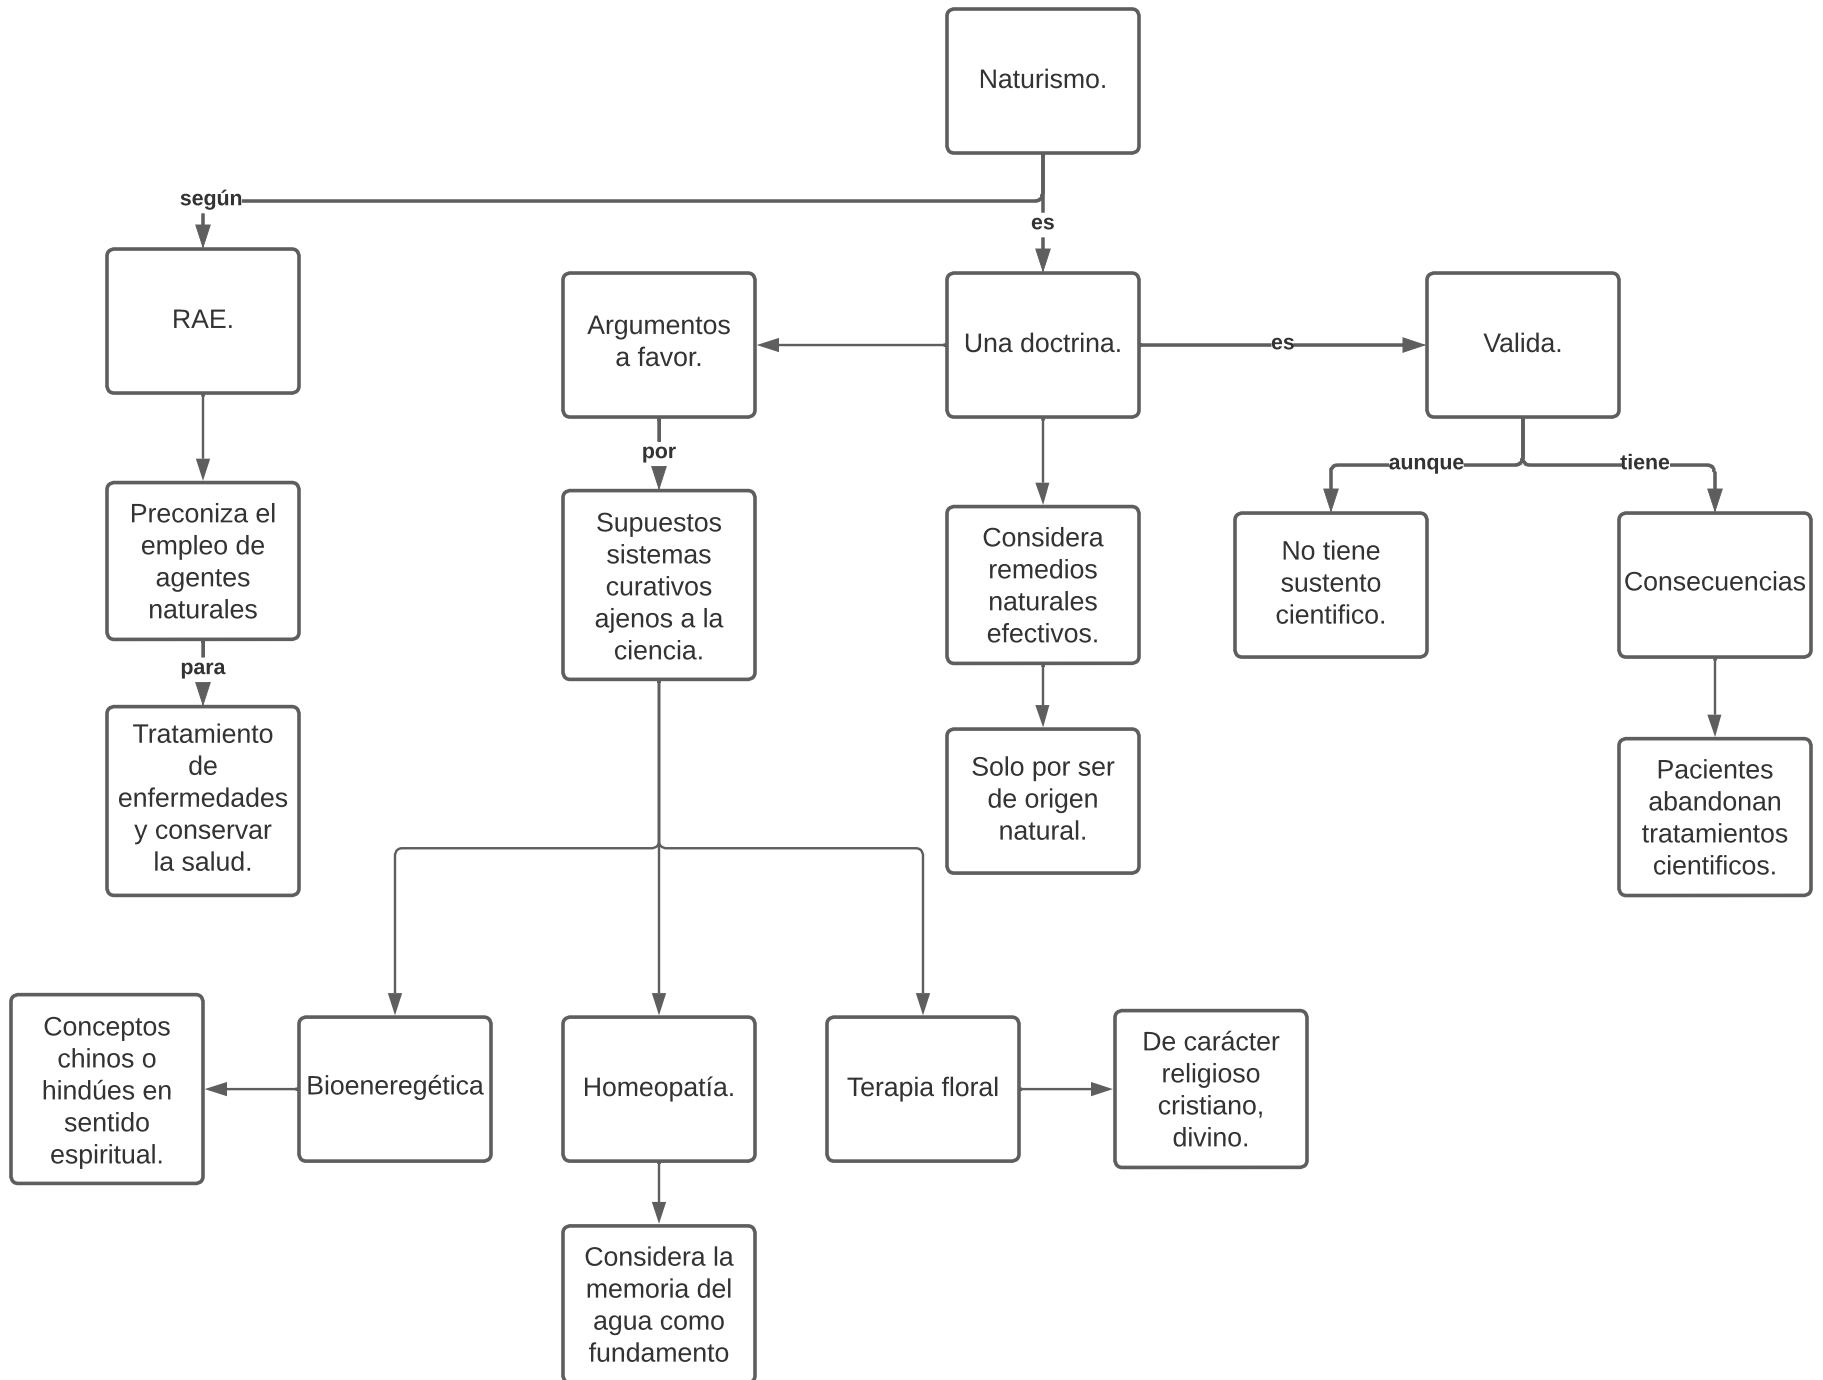 Naturismo.
según
es
RAE.
Argumentos
a favor.
Una doctrina.
es
Valida.
por
aunque
tiene
Preconiza el
empleo de
agentes
naturales
Supuestos
sistemas
curativos
ajenos a la
ciencia.
Considera
remedios
naturales
efectivos.
No tiene
sustento
cientifico.
Consecuencias
para
Tratamiento
de
enfermedades
y conservar
la salud.
Solo por ser
de origen
natural.
Pacientes
abandonan
tratamientos
cientificos.
Conceptos
chinos o
hindúes en
sentido
espiritual.
Bioeneregética
Homeopatía.
Terapia floral
De carácter
religioso
cristiano,
divino.
Considera la
memoria del
agua como
fundamento